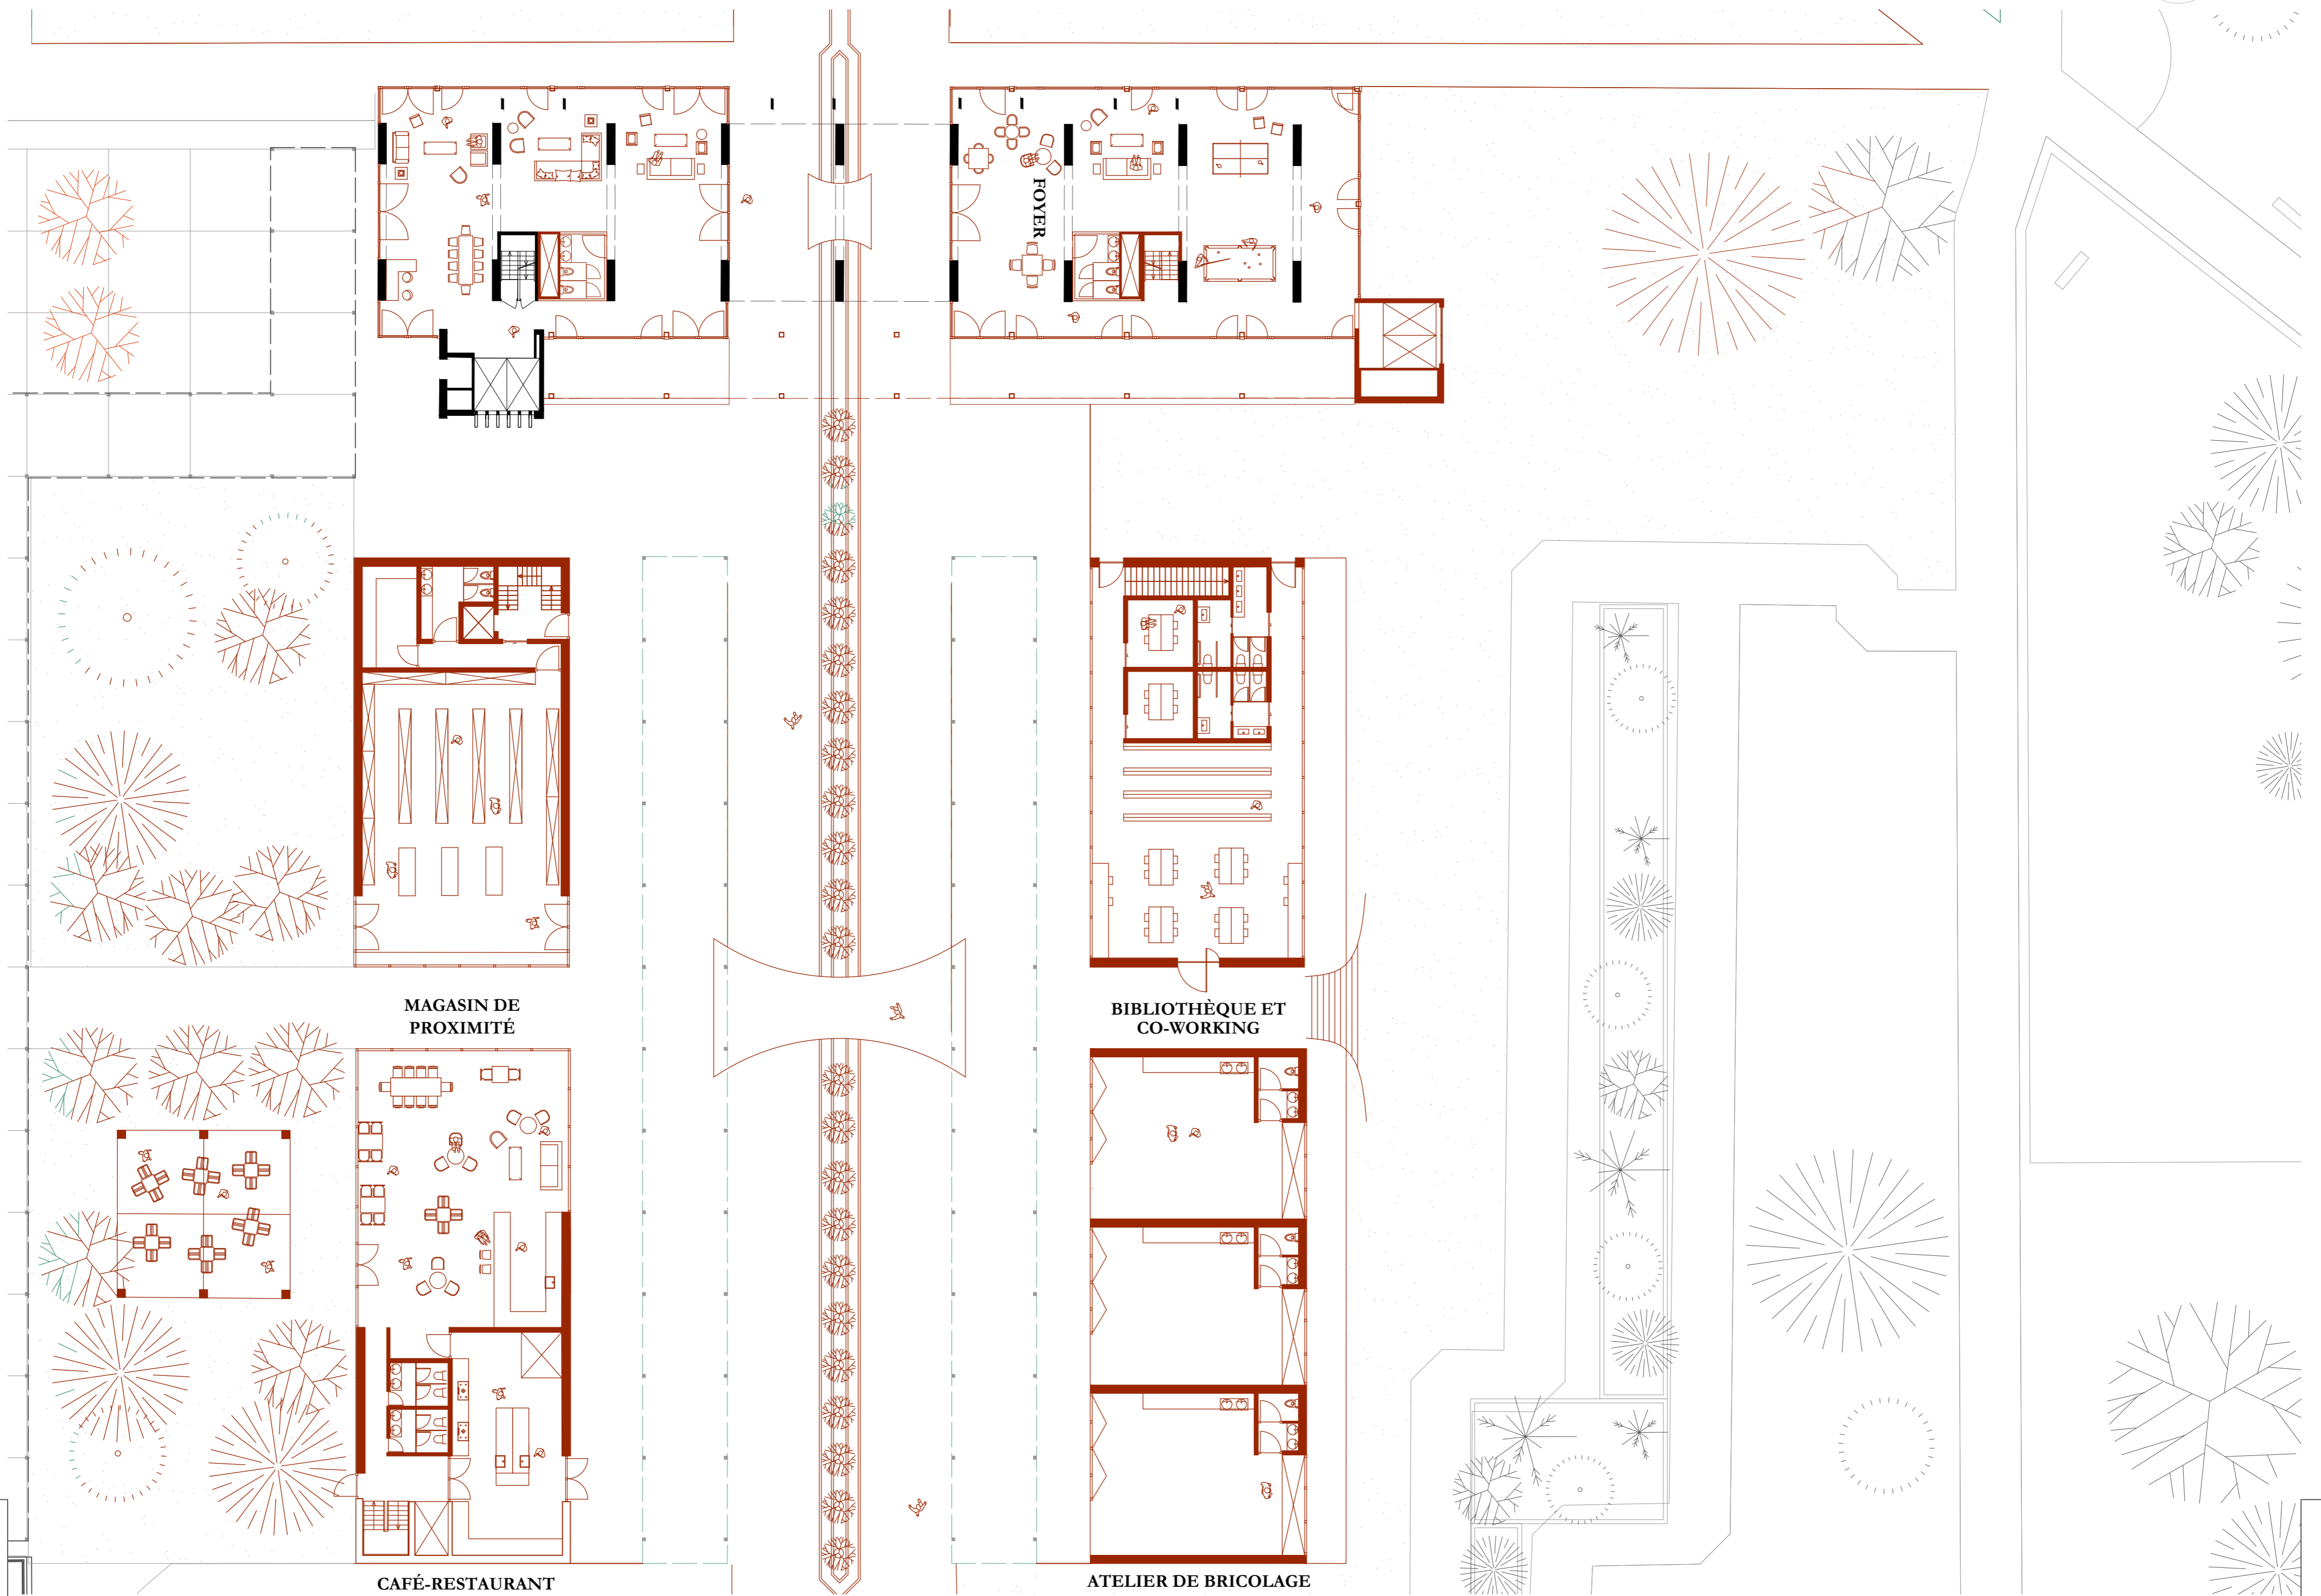 FOYER
MAGASIN DE
PROXIMITÉ
BIBLIOTHÈQUE ET
CO-WORKING
CAFÉ-RESTAURANT
ATELIER DE BRICOLAGE